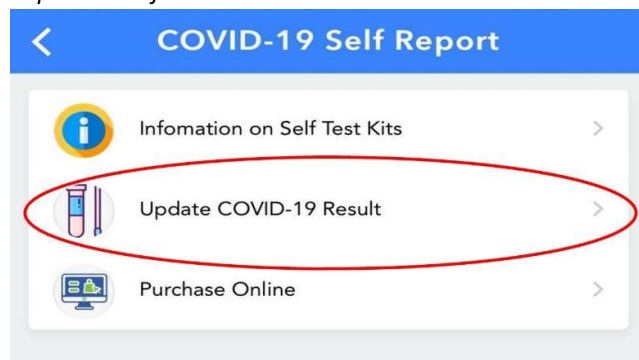 COVID-19 Self Report
Infomation on Self Test Kits
Update COVID-19 Result
Purchase Online